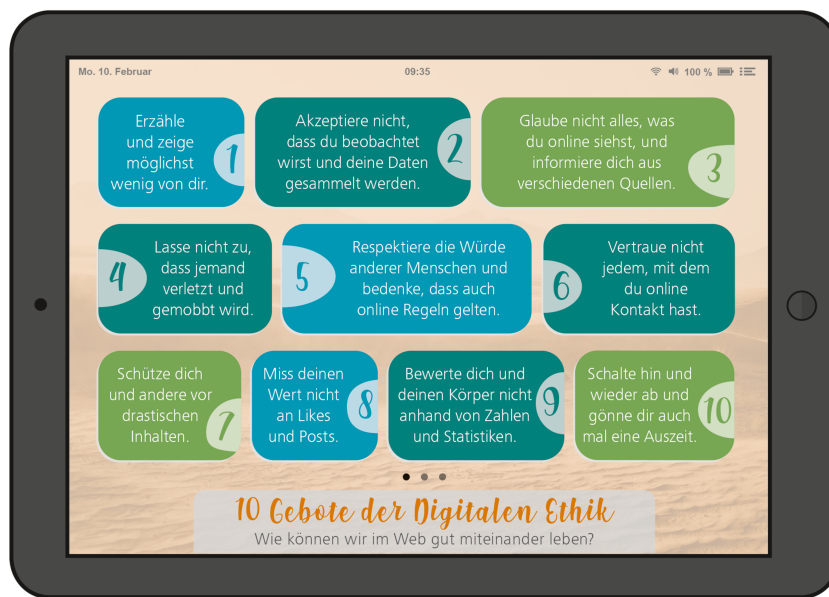 Mo. 10. Februar
09:35
100 %
Erzähle
und zeige
möglichst
wenig von dir.
1
Akzeptiere nicht,
dass du beobachtet
wirst und deine Daten
gesammelt werden.
2
Glaube nicht alles, was
du online siehst, und
informiere dich aus
verschiedenen Quellen.
3
4
Lasse nicht zu,
dass jemand
verletzt und
gemobbt wird.
5
Respektiere die Würde
anderer Menschen und
bedenke, dass auch
online Regeln gelten.
6
Vertraue nicht
jedem, mit dem
du online
Kontakt hast.
Schütze dich
und andere vor
drastischen
Inhalten.
7
Miss deinen
Wert nicht
an Likes
und Posts.
8
Bewerte dich und
deinen Körper nicht
anhand von Zahlen
und Statistiken.
9
Schalte hin und
wieder ab und
gönne dir auch
mal eine Auszeit.
10
10 Gebote der Digitalen Ethik
Wie können wir im Web gut miteinander leben?